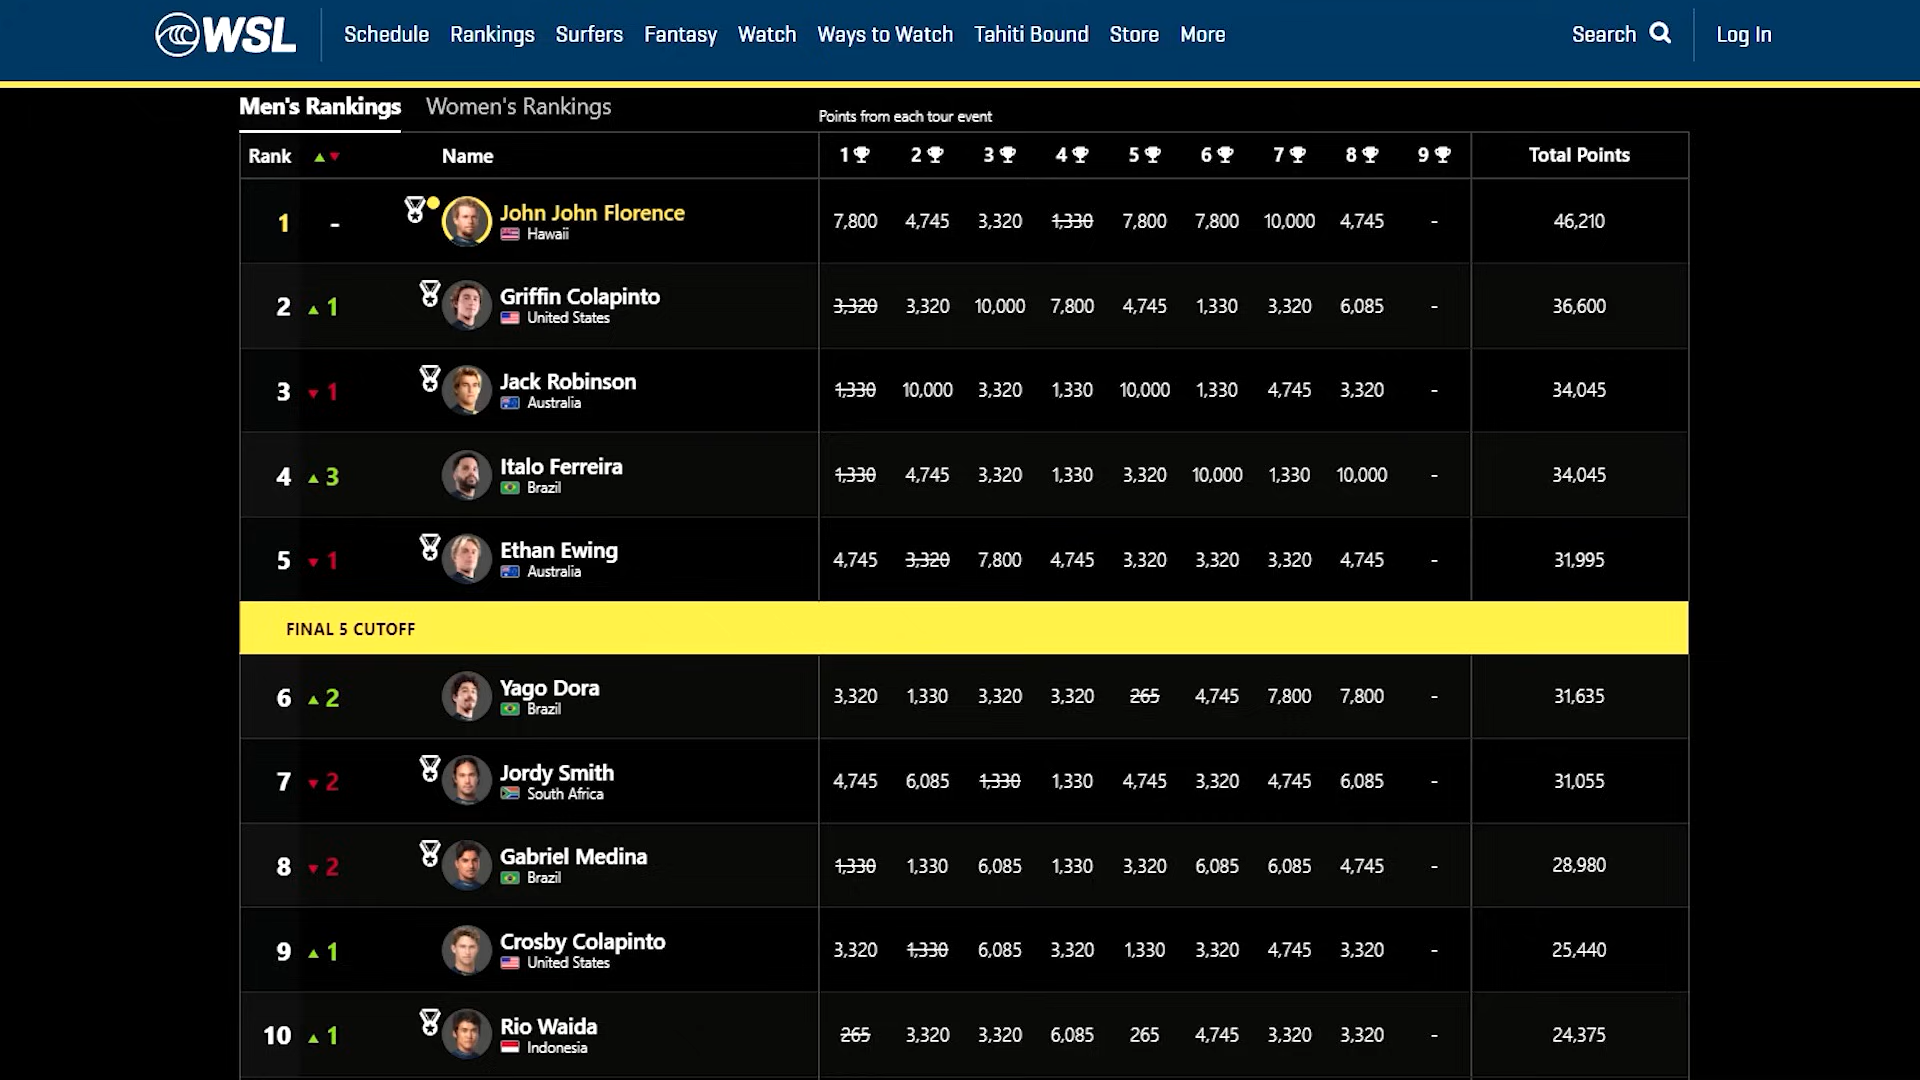 WSL Schedule Rankings Surfers Fantasy Watch Ways to Watch Tahiti Bound Store More Search Log In
Men's Rankings Women's Rankings
Points from each tour event
Rank Name 1 2 3 4 5 6 7 8 9 Total Points
1 - John John Florence 7,800 4,745 3,320 1,330 7,800 7,800 10,000 4,745 - 46,210
Hawaii
2 1 Griffin Colapinto 3,320 3,320 10,000 7,800 4,745 1,330 3,320 6,085 - 36,600
United States
3 1 Jack Robinson 1,330 10,000 3,320 1,330 10,000 1,330 4,745 3,320 - 34,045
Australia
4 3 Italo Ferreira 1,330 4,745 3,320 1,330 3,320 10,000 1,330 10,000 - 34,045
Brazil
5 1 Ethan Ewing 4,745 3,320 7,800 4,745 3,320 3,320 3,320 4,745 - 31,995
Australia
FINAL 5 CUTOFF
6 2 Yago Dora 3,320 1,330 3,320 3,320 265 4,745 7,800 7,800 - 31,635
Brazil
7 2 Jordy Smith 4,745 6,085 1,330 1,330 4,745 3,320 4,745 6,085 - 31,055
South Africa
8 2 Gabriel Medina 1,330 1,330 6,085 1,330 3,320 6,085 6,085 4,745 - 28,980
Brazil
9 1 Crosby Colapinto 3,320 1,330 6,085 3,320 1,330 3,320 4,745 3,320 - 25,440
United States
10 1 Rio Waida 265 3,320 3,320 6,085 265 4,745 3,320 3,320 - 24,375
Indonesia